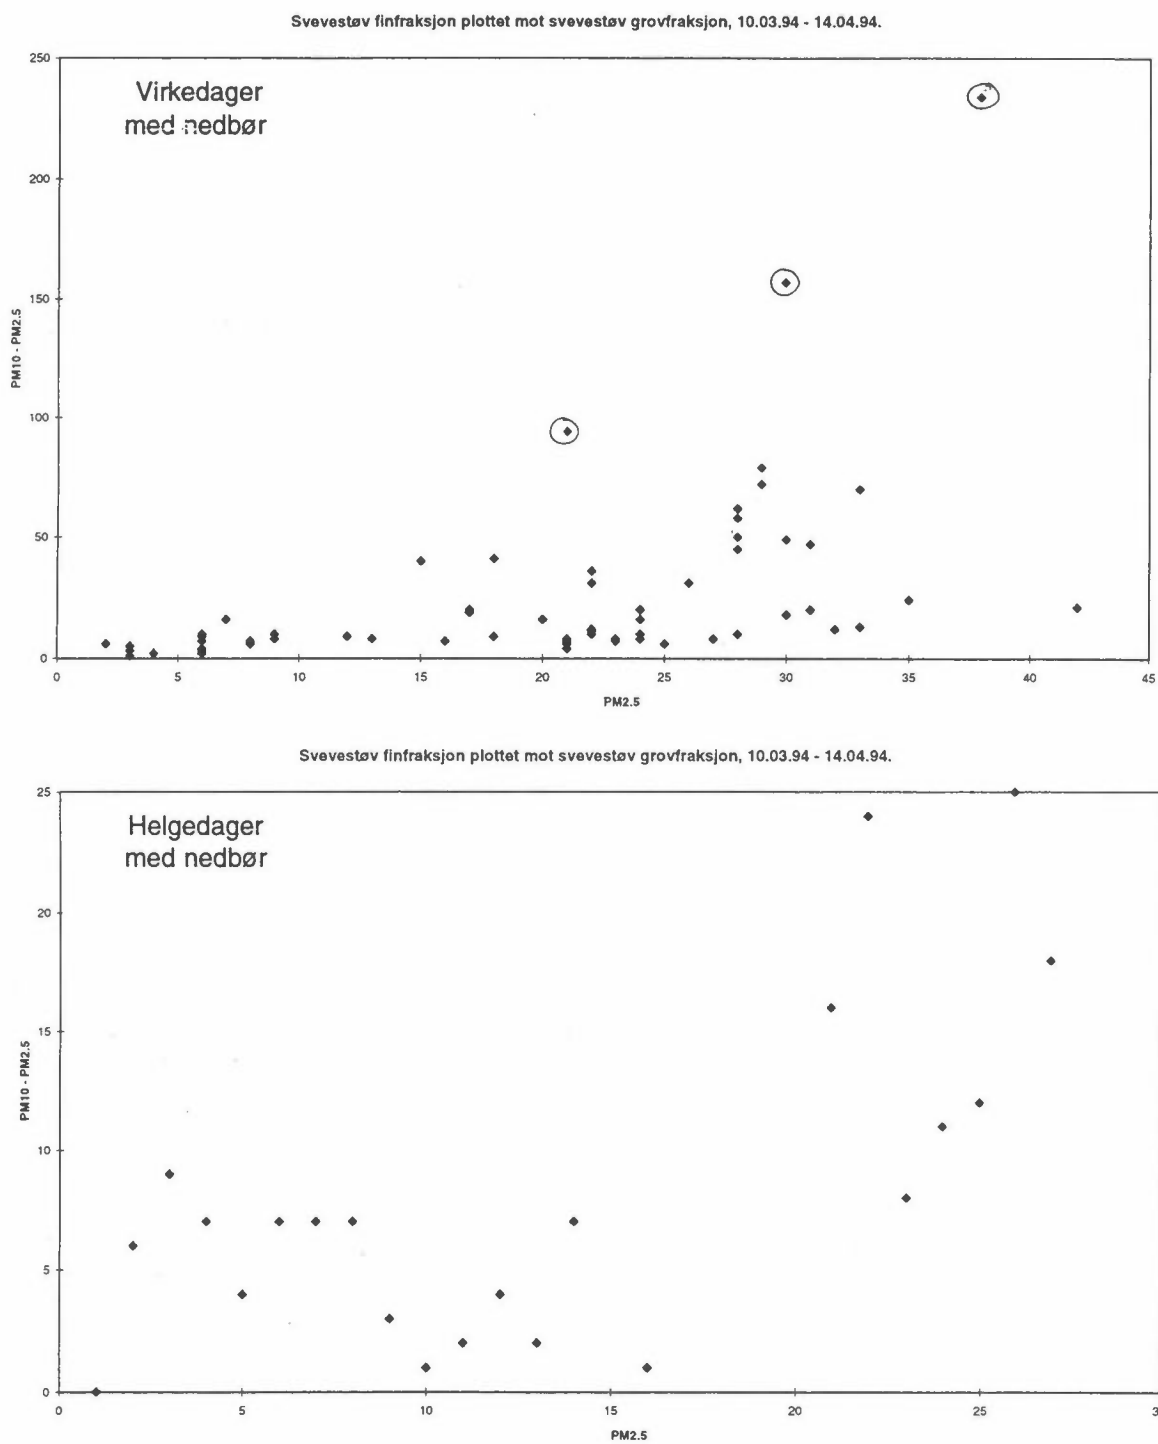 Svevestøv finfraksjon plottet mot svevestøv grovfraksjon, 10.03.94 - 14.04.94.
250
Virkedager
med nedbør
200
150
PM10 - PM2.5
100
50
0
0 5 10 15 20 25 30 35 40 45
PM2.5
Svevestøv finfraksjon plottet mot svevestøv grovfraksjon, 10.03.94 - 14.04.94.
25
Helgedager
med nedbør
20
15
PM10 - PM2.5
10
5
0
0 5 10 15 20 25 3
PM2.5